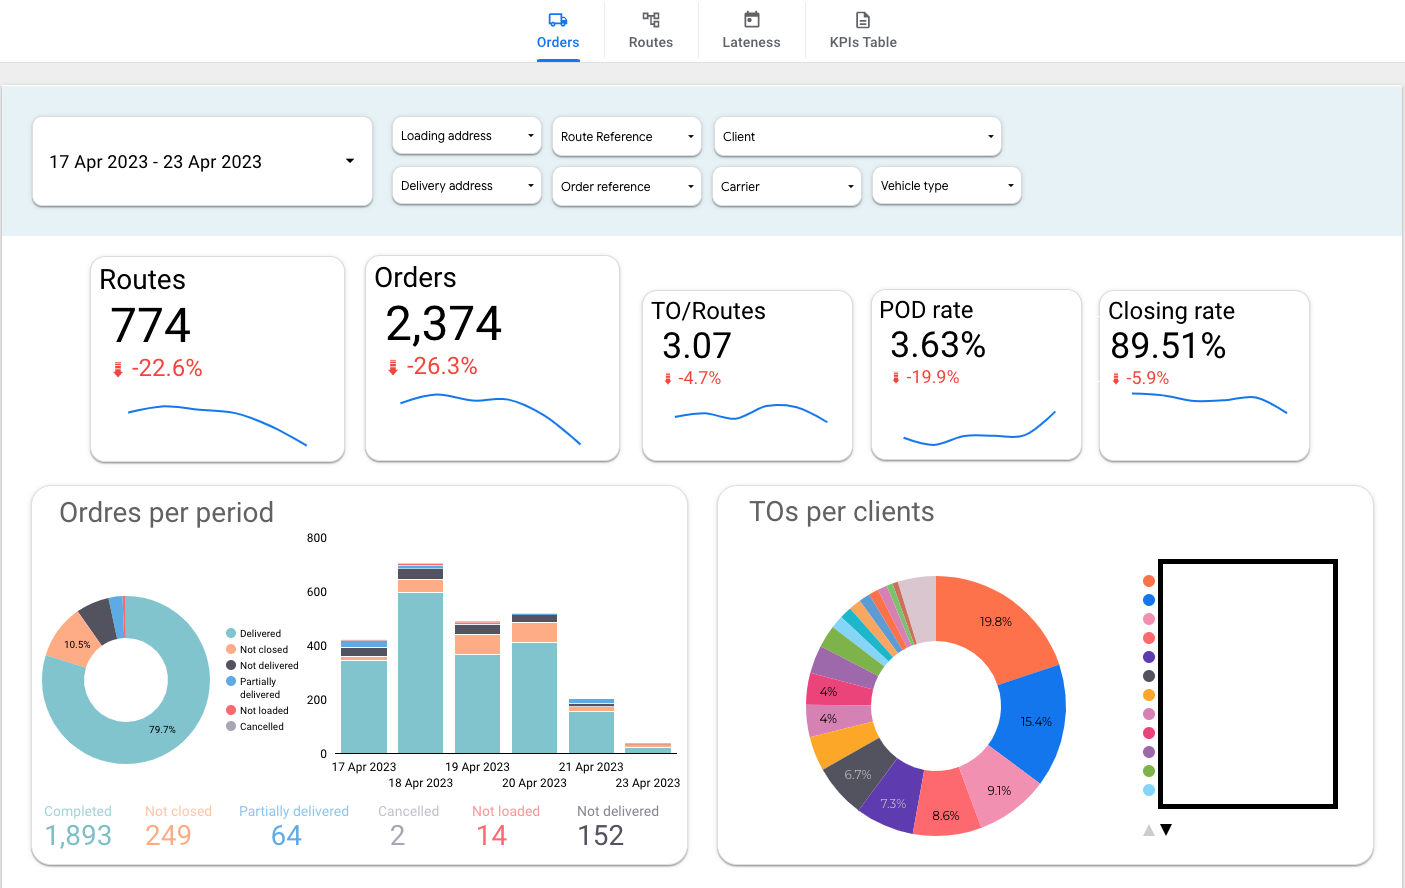 Orders
Routes
Lateness
KPIs Table
17 Apr 2023 - 23 Apr 2023
Loading address
Route Reference
Client
Delivery address
Order reference
Carrier
Vehicle type
Routes
774
-22.6%
Orders
2,374
-26.3%
TO/Routes
3.07
-4.7%
POD rate
3.63%
-19.9%
Closing rate
89.51%
-5.9%
Ordres per period
10.5%
79.7%
Delivered
Not closed
Not delivered
Partially
delivered
Not loaded
Cancelled
800
600
400
200
0
17 Apr 2023
18 Apr 2023
19 Apr 2023
20 Apr 2023
21 Apr 2023
23 Apr 2023
Completed
1,893
Not closed
249
Partially delivered
64
Cancelled
2
Not loaded
14
Not delivered
152
TOs per clients
19.8%
15.4%
9.1%
8.6%
7.3%
6.7%
4%
4%